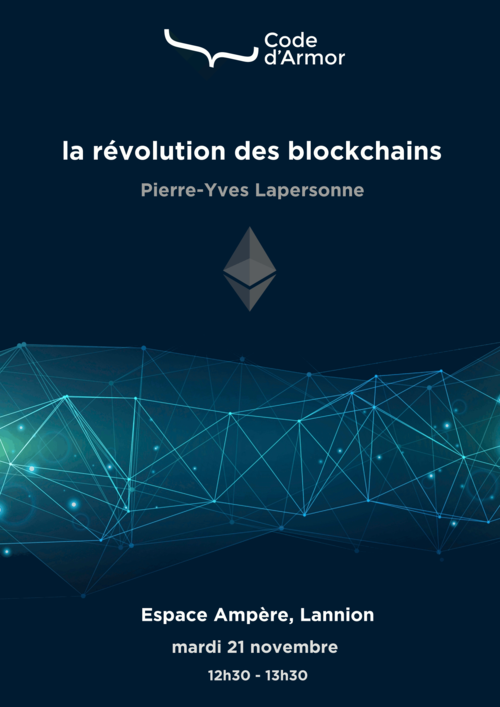 Code
d'Armor
la révolution des blockchains
Pierre-Yves Lapersonne
Espace Ampère, Lannion
mardi 21 novembre
12h30 - 13h30